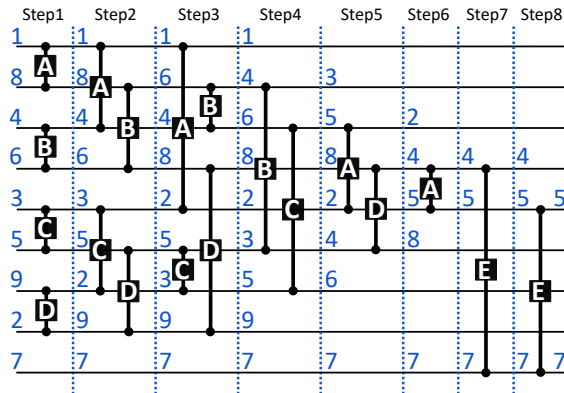 Step1 Step2 Step3 Step4 Step5 Step6 Step7 Step8
1 1 1 1
A
8 8 A 6 4 3
B
4 4 B 4 A 6 5 2
B
6 6 8 8 B 8 A 4 4 4
A
3 3 2 2 C 2 D 5 5 5 5
C
5 5 C 5 D 3 4 8
C E
9 2 D 3 5 6 E
D
2 9 9 9
7 7 7 7 7 7 7 7 7